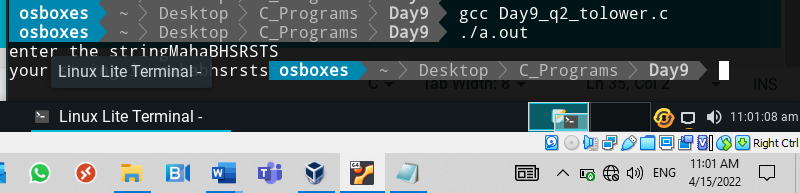 osboxes ~ Desktop C_Programs Day9 gcc Day9_q2_tolower.c
osboxes ~ Desktop C_Programs Day9 ./a.out
enter the stringMahaBHSRSTS
your hsrsts osboxes ~ Desktop C_Programs Day9
Linux Lite Terminal -
Tab Width: 8 Ln 35, Col 2 INS
Linux Lite Terminal - 11:01:08 am
Right Ctrl
ENG 11:01 AM
4/15/2022